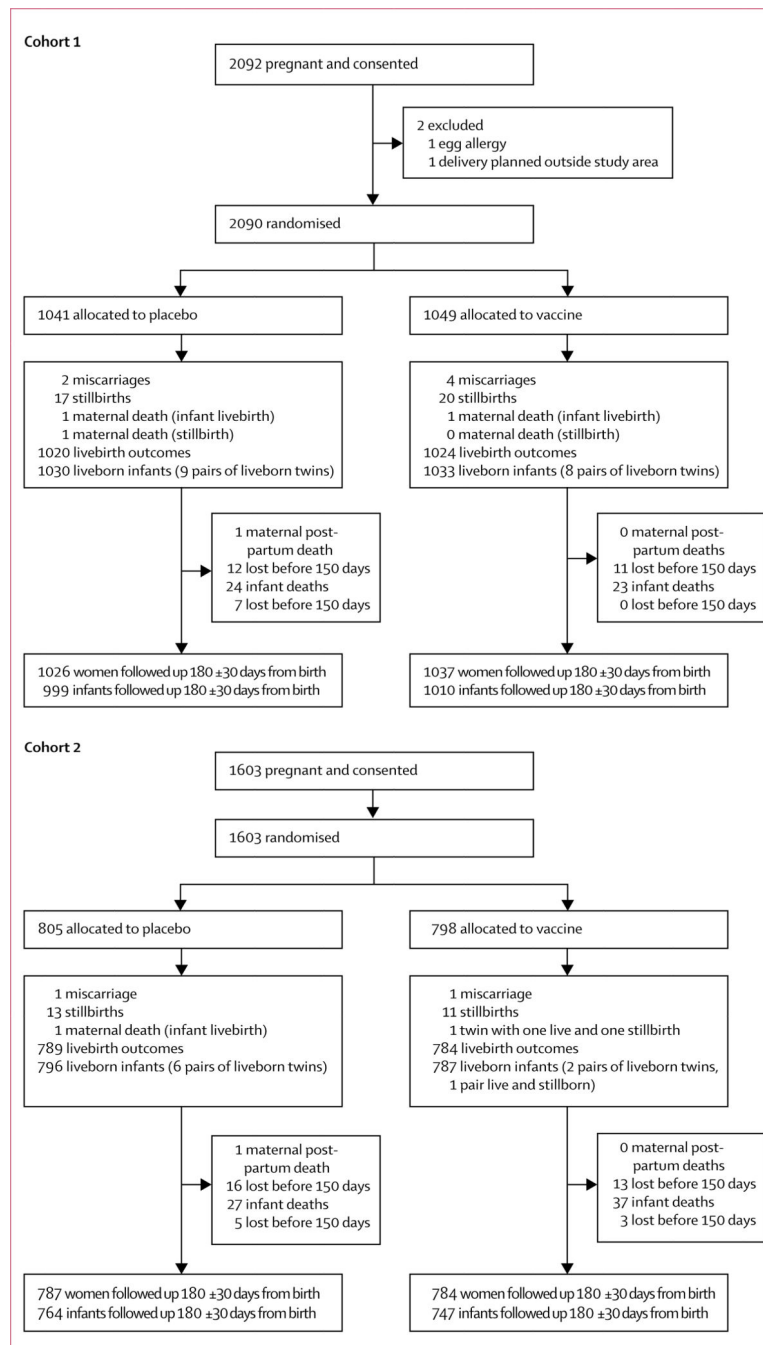 Cohort 1
2092 pregnant and consented
2 excluded
1 egg allergy
1 delivery planned outside study area
2090 randomised
1041 allocated to placebo
1049 allocated to vaccine
2 miscarriages
17 stillbirths
1 maternal death (infant livebirth)
1 maternal death (stillbirth)
1020 livebirth outcomes
1030 liveborn infants (9 pairs of liveborn twins)
4 miscarriages
20 stillbirths
1 maternal death (infant livebirth)
0 maternal death (stillbirth)
1024 livebirth outcomes
1033 liveborn infants (8 pairs of liveborn twins)
1 maternal post-
partum death
12 lost before 150 days
24 infant deaths
7 lost before 150 days
0 maternal post-
partum deaths
11 lost before 150 days
23 infant deaths
0 lost before 150 days
1026 women followed up 180 ±30 days from birth
999 infants followed up 180 ±30 days from birth
1037 women followed up 180 ±30 days from birth
1010 infants followed up 180 ±30 days from birth
Cohort 2
1603 pregnant and consented
1603 randomised
805 allocated to placebo
798 allocated to vaccine
1 miscarriage
13 stillbirths
1 maternal death (infant livebirth)
789 livebirth outcomes
796 liveborn infants (6 pairs of liveborn twins)
1 miscarriage
11 stillbirths
1 twin with one live and one stillbirth
784 livebirth outcomes
787 liveborn infants (2 pairs of liveborn twins,
1 pair live and stillborn)
1 maternal post-
partum death
16 lost before 150 days
27 infant deaths
5 lost before 150 days
0 maternal post-
partum deaths
13 lost before 150 days
37 infant deaths
3 lost before 150 days
787 women followed up 180 ±30 days from birth
764 infants followed up 180 ±30 days from birth
784 women followed up 180 ±30 days from birth
747 infants followed up 180 ±30 days from birth